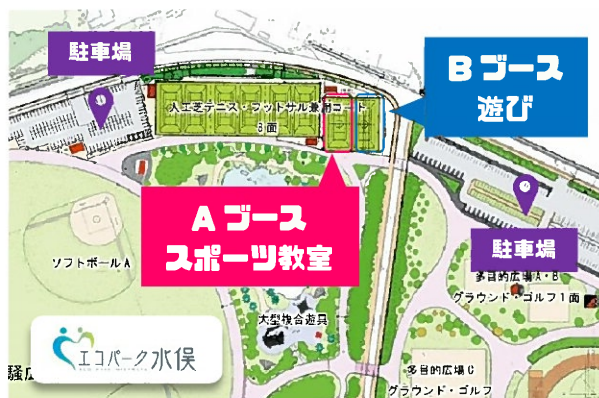 駐車場
Bブース
遊び
人工芝テニス・フットサル兼用コート
8面
Aブース
スポーツ教室
駐車場
ソフトボールA
多目的広場A・B
グラウンド・ゴルフ1面
大型複合遊具
エコパーク水俣
多目的広場C
グラウンド・ゴルフ